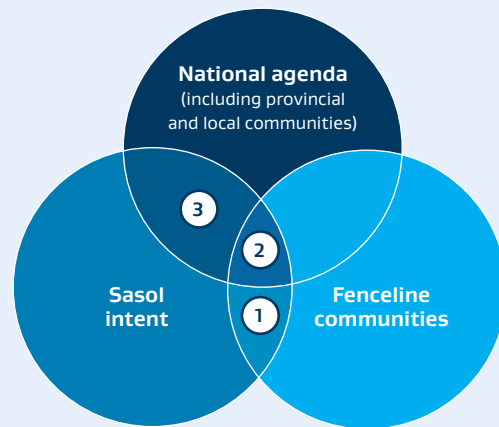 National agenda
(including provincial
and local communities)
3
2
Sasol
intent
1
Fenceline
communities